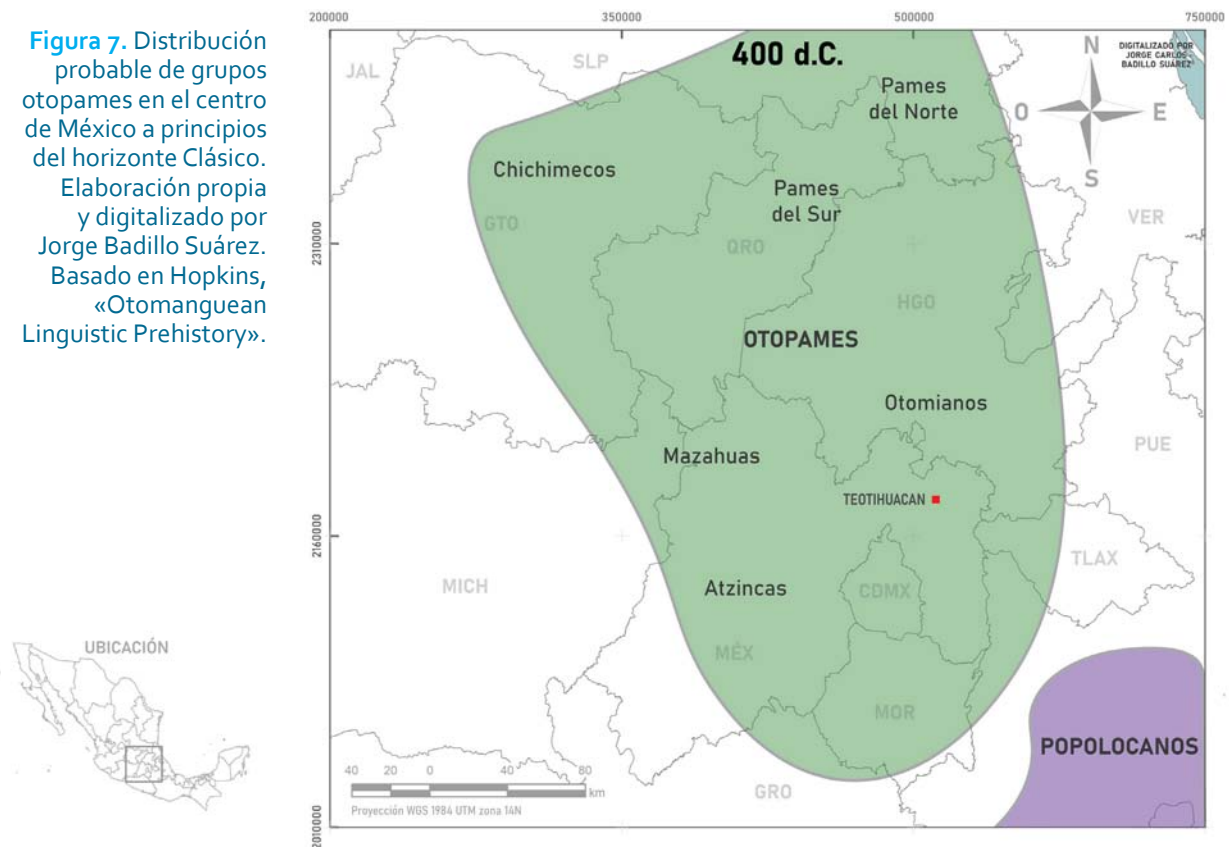 Figura 7. Distribución
probable de grupos
otopames en el centro
de México a principios
del horizonte Clásico.
Elaboración propia
y digitalizado por
Jorge Badillo Suárez.
Basado en Hopkins,
«Otomanguean
Linguistic Prehistory».
200000 350000 500000 750000
400 d.C.
DIGITALIZADO POR
JORGE CARLOS
BADILLO SUÁREZ
N
O E
S
JAL
SLP
Pames
del Norte
Chichimecos
Pames
del Sur
GTO
QRO
VER
2310000
HGO
OTOPAMES
Otomianos
Mazahuas
PUE
TEOTIHUACAN
2160000
TLAX
MICH
Atzincas
CDMX
MÉX
MOR
POPOLOCANOS
GRO
40 20 0 40 80
km
Proyección WGS 1984 UTM zona 14N
2010000
UBICACIÓN